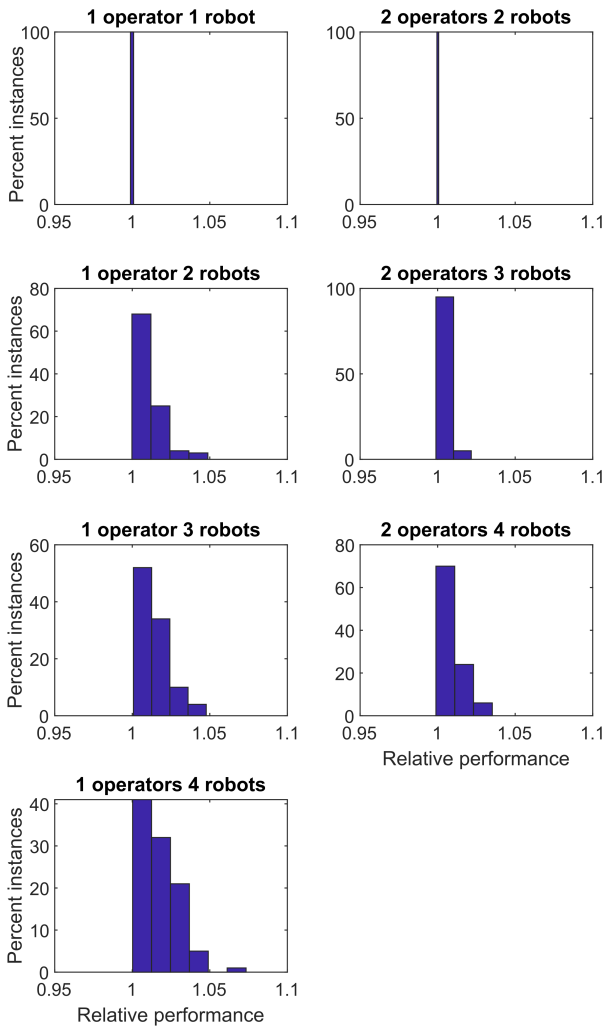 1 operator 1 robot
Percent instances
100
50
0
0.95 1 1.05 1.1
2 operators 2 robots
100
50
0
0.95 1 1.05 1.1
1 operator 2 robots
Percent instances
80
60
40
20
0
0.95 1 1.05 1.1
2 operators 3 robots
100
50
0
0.95 1 1.05 1.1
1 operator 3 robots
Percent instances
60
40
20
0
0.95 1 1.05 1.1
2 operators 4 robots
80
60
40
20
0
0.95 1 1.05 1.1
Relative performance
1 operators 4 robots
Percent instances
40
30
20
10
0
0.95 1 1.05 1.1
Relative performance